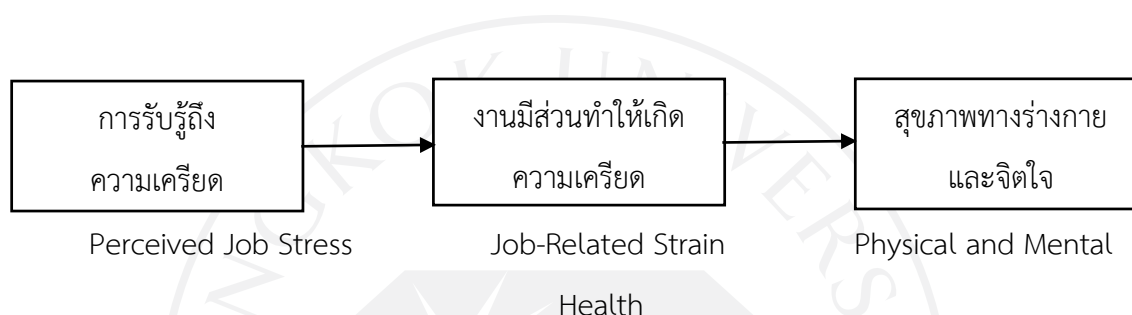 การรับรู้ถึง
ความเครียด
งานมีส่วนทำให้เกิด
ความเครียด
สุขภาพทางร่างกาย
และจิตใจ
Perceived Job Stress Job-Related Strain Physical and Mental
Health
NGKOK UNIVERS